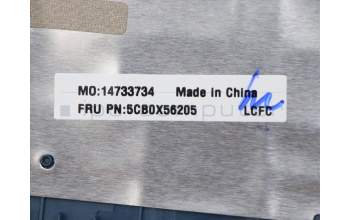 MO:14733734 Made in China
FRU PN:5CB0X56205 LCFC